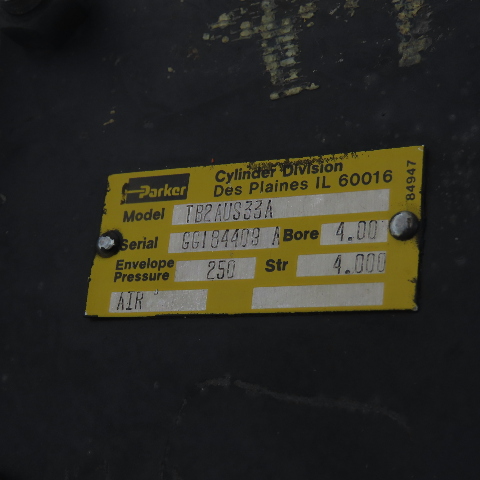 Parker
Cylinder Division
Des Plaines IL 60016
84947
Model TB2AUS33A
Serial GG184409 A Bore 4.00
Envelope Pressure 250 Str 4.000
AIR